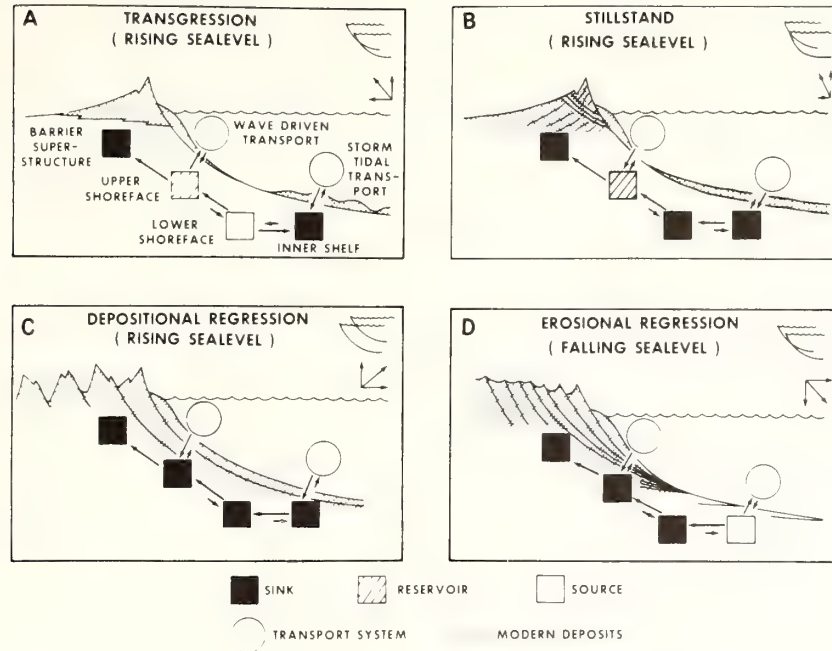 A
TRANSGRESSION
( RISING SEALEVEL )
BARRIER
SUPER-
STRUCTURE
WAVE DRIVEN
TRANSPORT
STORM
TIDAL
TRANS-
PORT
UPPER SHOREFACE
LOWER
SHOREFACE
INNER SHELF
B
STILLSTAND
( RISING SEALEVEL )
C
DEPOSITIONAL REGRESSION
( RISING SEALEVEL )
D
EROSIONAL REGRESSION
( FALLING SEALEVEL )
SINK
RESERVOIR
SOURCE
TRANSPORT SYSTEM
MODERN DEPOSITS